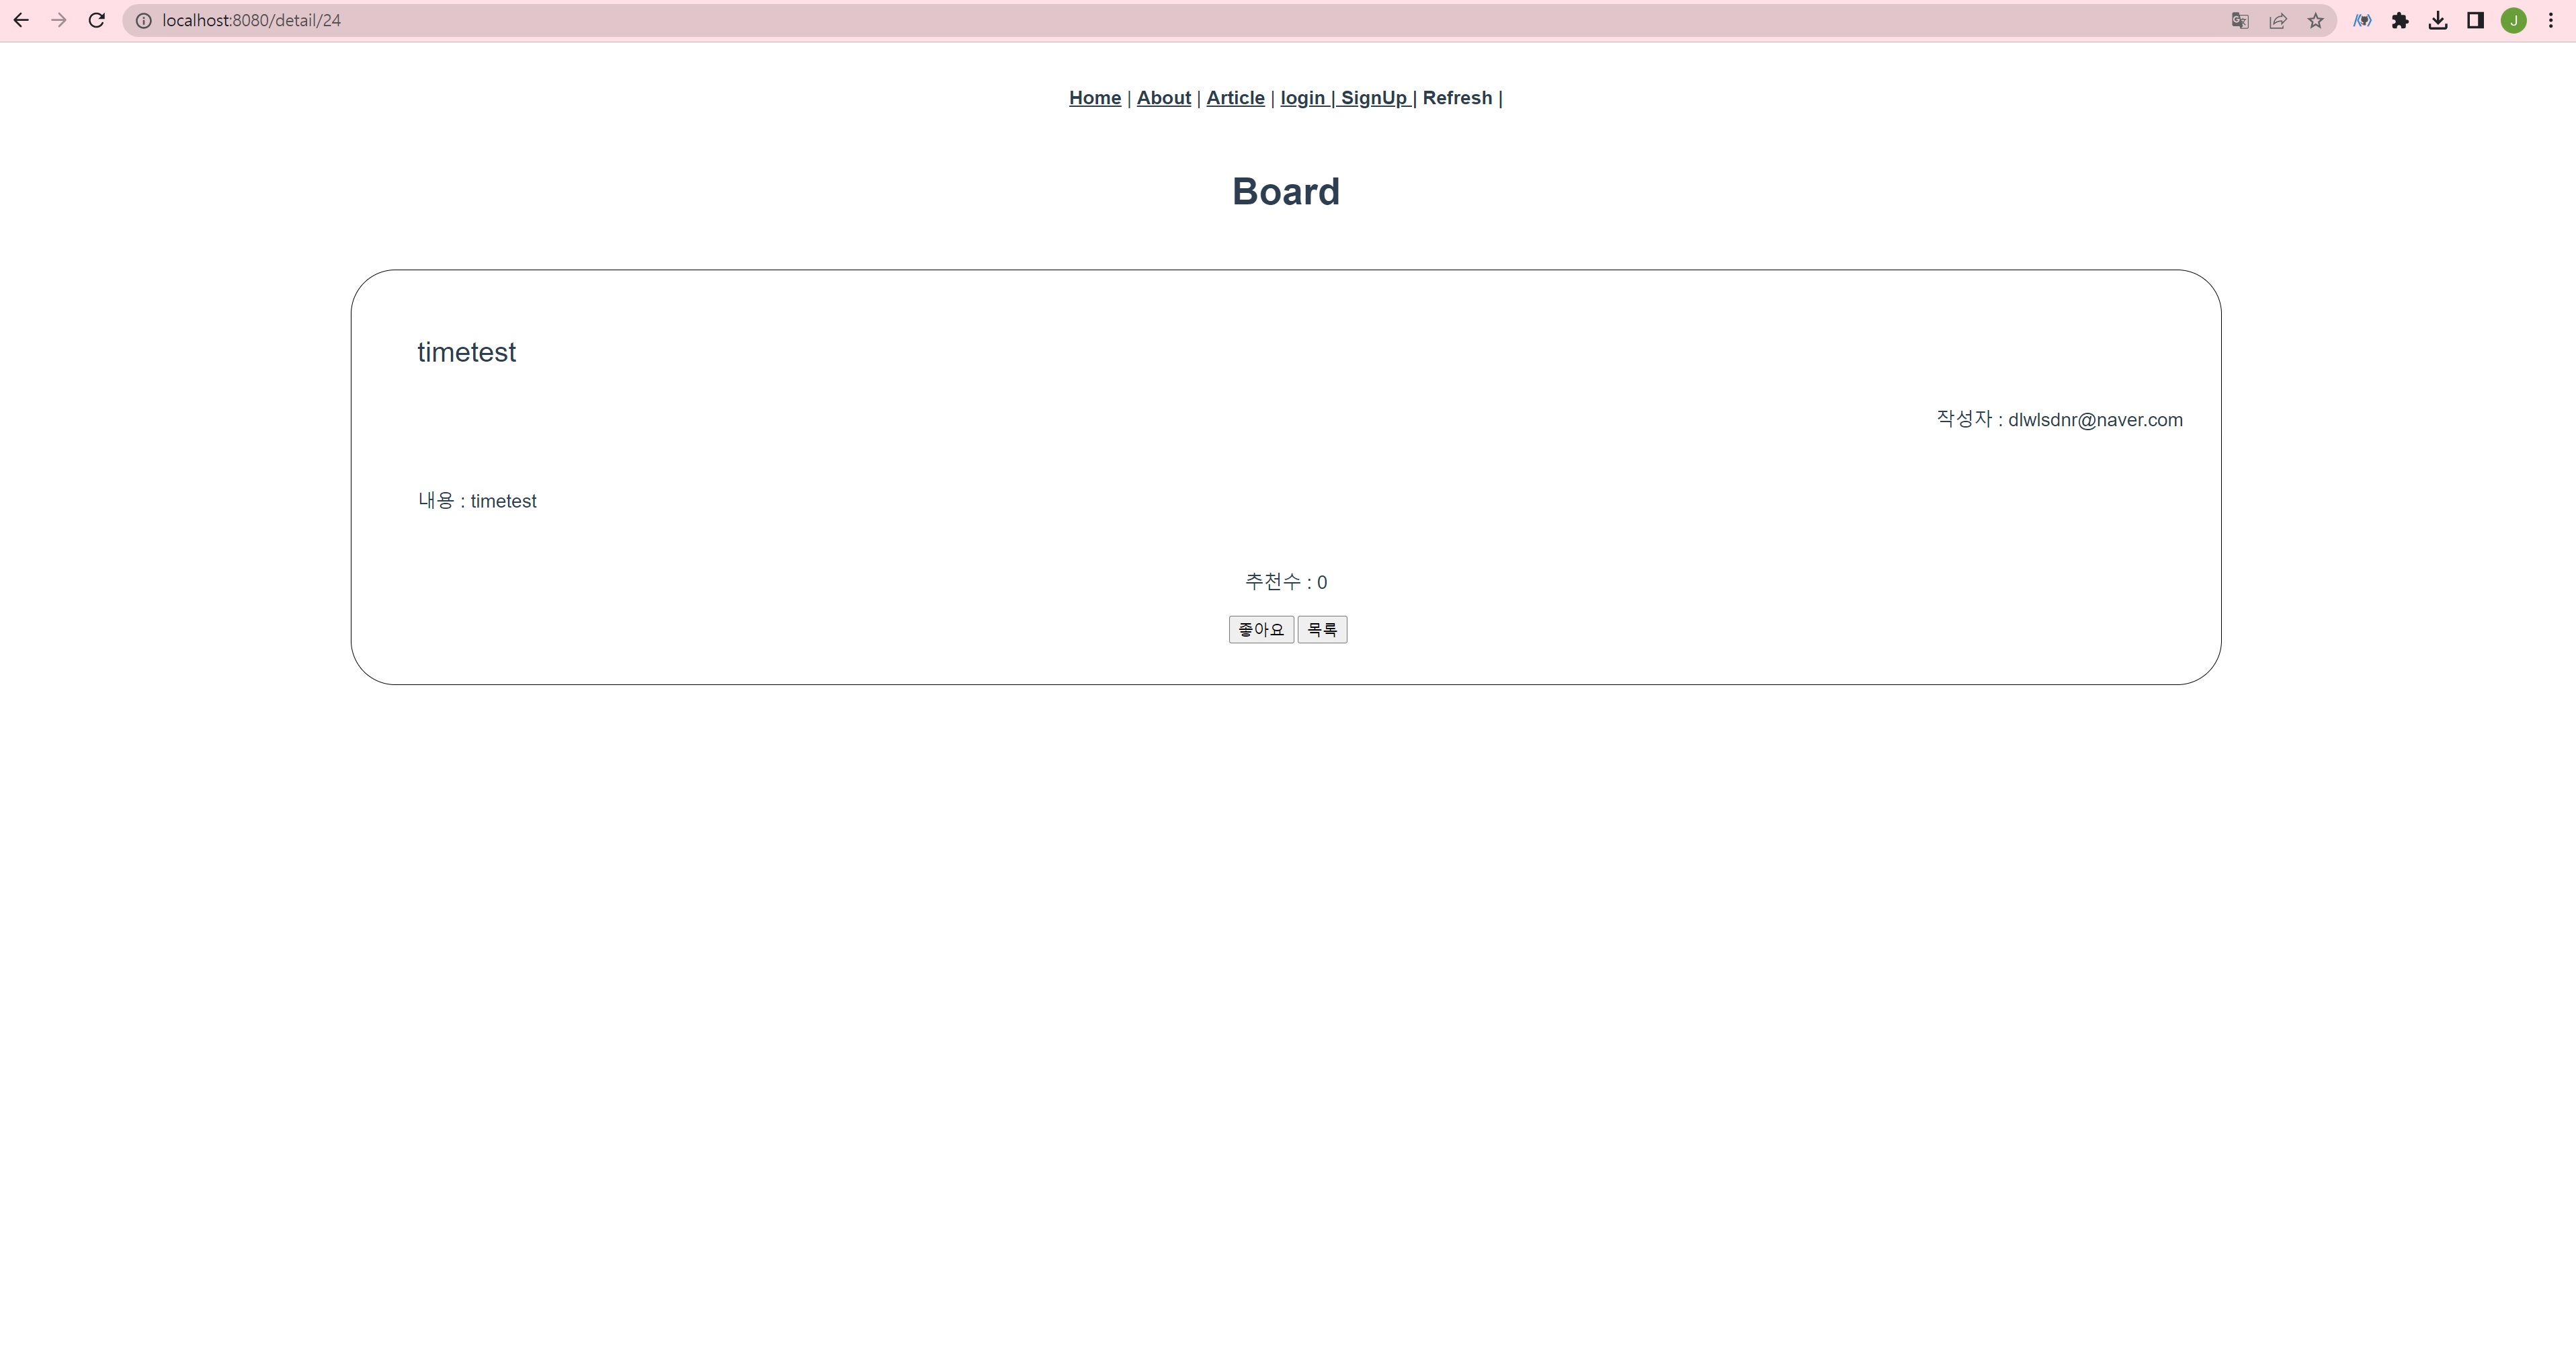 localhost:8080/detail/24
J
Home | About | Article | login | SignUp | Refresh |
Board
timetest
작성자 : dlwlsdnr@naver.com
내용 : timetest
추천수 : 0
좋아요 목록